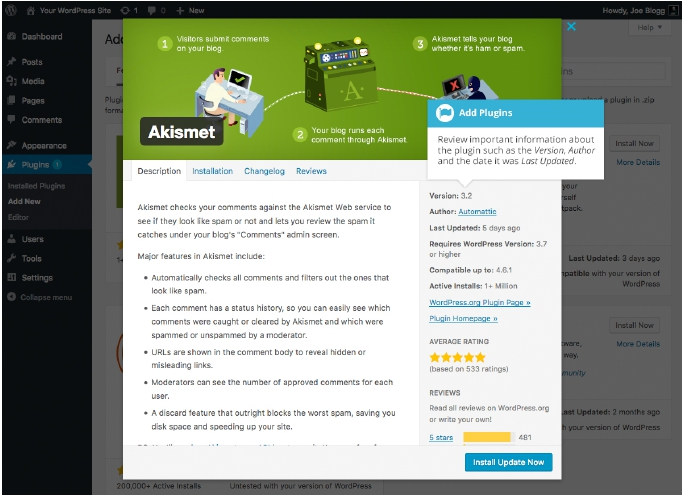 Your WordPress Site
1
0
New
Howdy, Joe Blogg
Dashboard
Posts
Media
Pages
Comments
Appearance
Plugins 1
Installed Plugins
Add New
Editor
Users
Tools
Settings
Collapse menu
Help
1 Visitors submit comments
on your blog.
2 Your blog runs each
comment through Akismet.
3 Akismet tells your blog
whether it's ham or spam.
A
Akismet
Add Plugins
Review important information about
the plugin such as the Version, Author
and the date it was Last Updated.
Description
Installation
Changelog
Reviews
Akismet checks your comments against the Akismet Web service to
see if they look like spam or not and lets you review the spam it
catches under your blog's "Comments" admin screen.
Major features in Akismet include:
• Automatically checks all comments and filters out the ones that
look like spam.
• Each comment has a status history, so you can easily see which
comments were caught or cleared by Akismet and which were
spammed or unspammed by a moderator.
• URLs are shown in the comment body to reveal hidden or
misleading links.
• Moderators can see the number of approved comments for each
user.
• A discard feature that outright blocks the worst spam, saving you
disk space and speeding up your site.
Version: 3.2
Author: Automattic
Last Updated: 5 days ago
Requires WordPress Version: 3.7
or higher
Compatible up to: 4.6.1
Active Installs: 1+ Million
WordPress.org Plugin Page »
Plugin Homepage »
AVERAGE RATING
(based on 533 ratings)
REVIEWS
Read all reviews on WordPress.org
or write your own!
5 stars 481
Install Update Now
Install Now
More Details
Last Updated: 3 days ago
with your version of
WordPress
Install Now
More Details
way.
Last Updated: 2 months ago
with your version of
WordPress
200,000+ Active Installs
Untested with your version of WordPress